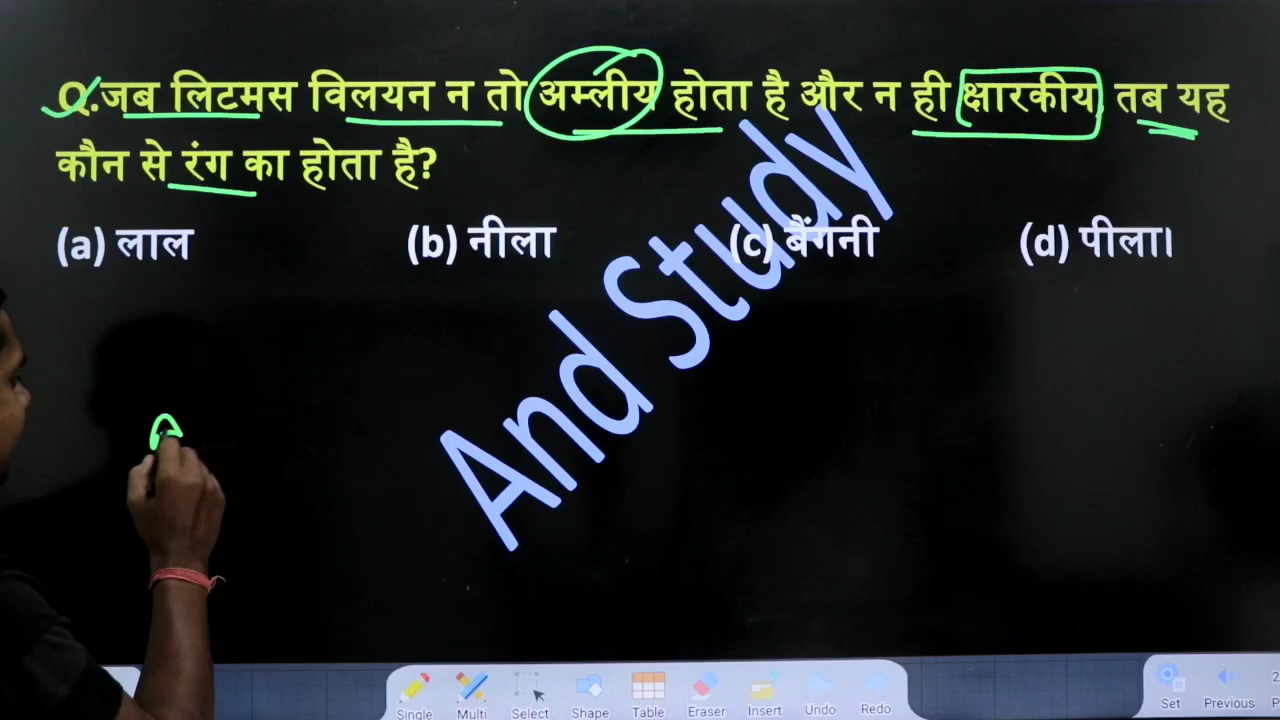 Q.जब लिटमस विलयन न तो अम्लीय होता है और न ही क्षारकीय तब यह
कौन से रंग का होता है?
(a) लाल (b) नीला (c) बैंगनी (d) पीला।
And Study
Single Multi Select Shape Table Eraser Insert Undo Redo Set Previous